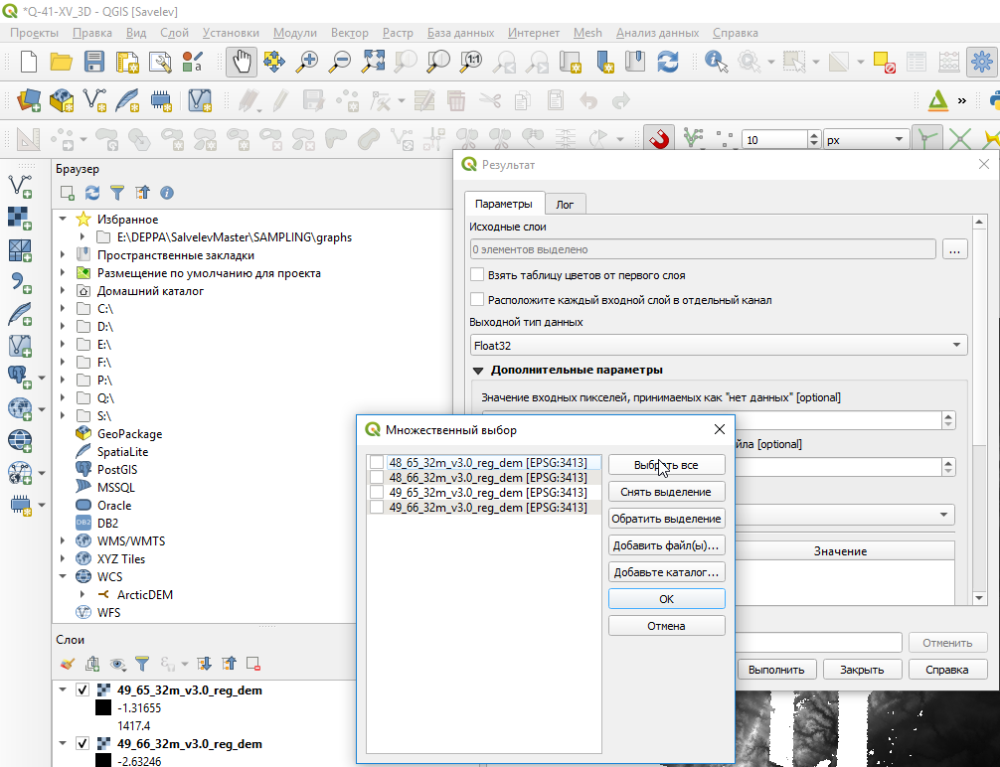 *Q-41-XV_3D - QGIS [Savelev]
Проекты Правка Вид Слой Установки Модули Вектор Растр База данных Интернет Mesh Анализ данных Справка
1:1
»
10 px
Браузер
Избранное
E:\DEPPA\SalvelevMaster\SAMPLING\graphs
Пространственные закладки
Размещение по умолчанию для проекта
Домашний каталог
C:\
D:\
E:\
F:\
P:\
Q:\
S:\
GeoPackage
SpatiaLite
PostGIS
MSSQL
Oracle
DB2 DB2
WMS/WMTS
XYZ Tiles
WCS
ArcticDEM
WFS
Слои
49_65_32m_v3.0_reg_dem
-1.31655
1417.4
49_66_32m_v3.0_reg_dem
-2.63246
Результат
Параметры Лог
Исходные слои
0 элементов выделено ...
Взять таблицу цветов от первого слоя
Расположите каждый входной слой в отдельный канал
Выходной тип данных
Float32
Дополнительные параметры
Значение входных пикселей, принимаемых как "нет данных" [optional]
[optional]
Значение
Отменить
Выполнить Закрыть Справка
Множественный выбор
48_65_32m_v3.0_reg_dem [EPSG:3413]
48_66_32m_v3.0_reg_dem [EPSG:3413]
49_65_32m_v3.0_reg_dem [EPSG:3413]
49_66_32m_v3.0_reg_dem [EPSG:3413]
Выбрать все
Снять выделение
Обратить выделение
Добавить файл(ы)...
Добавьте каталог...
OK
Отмена